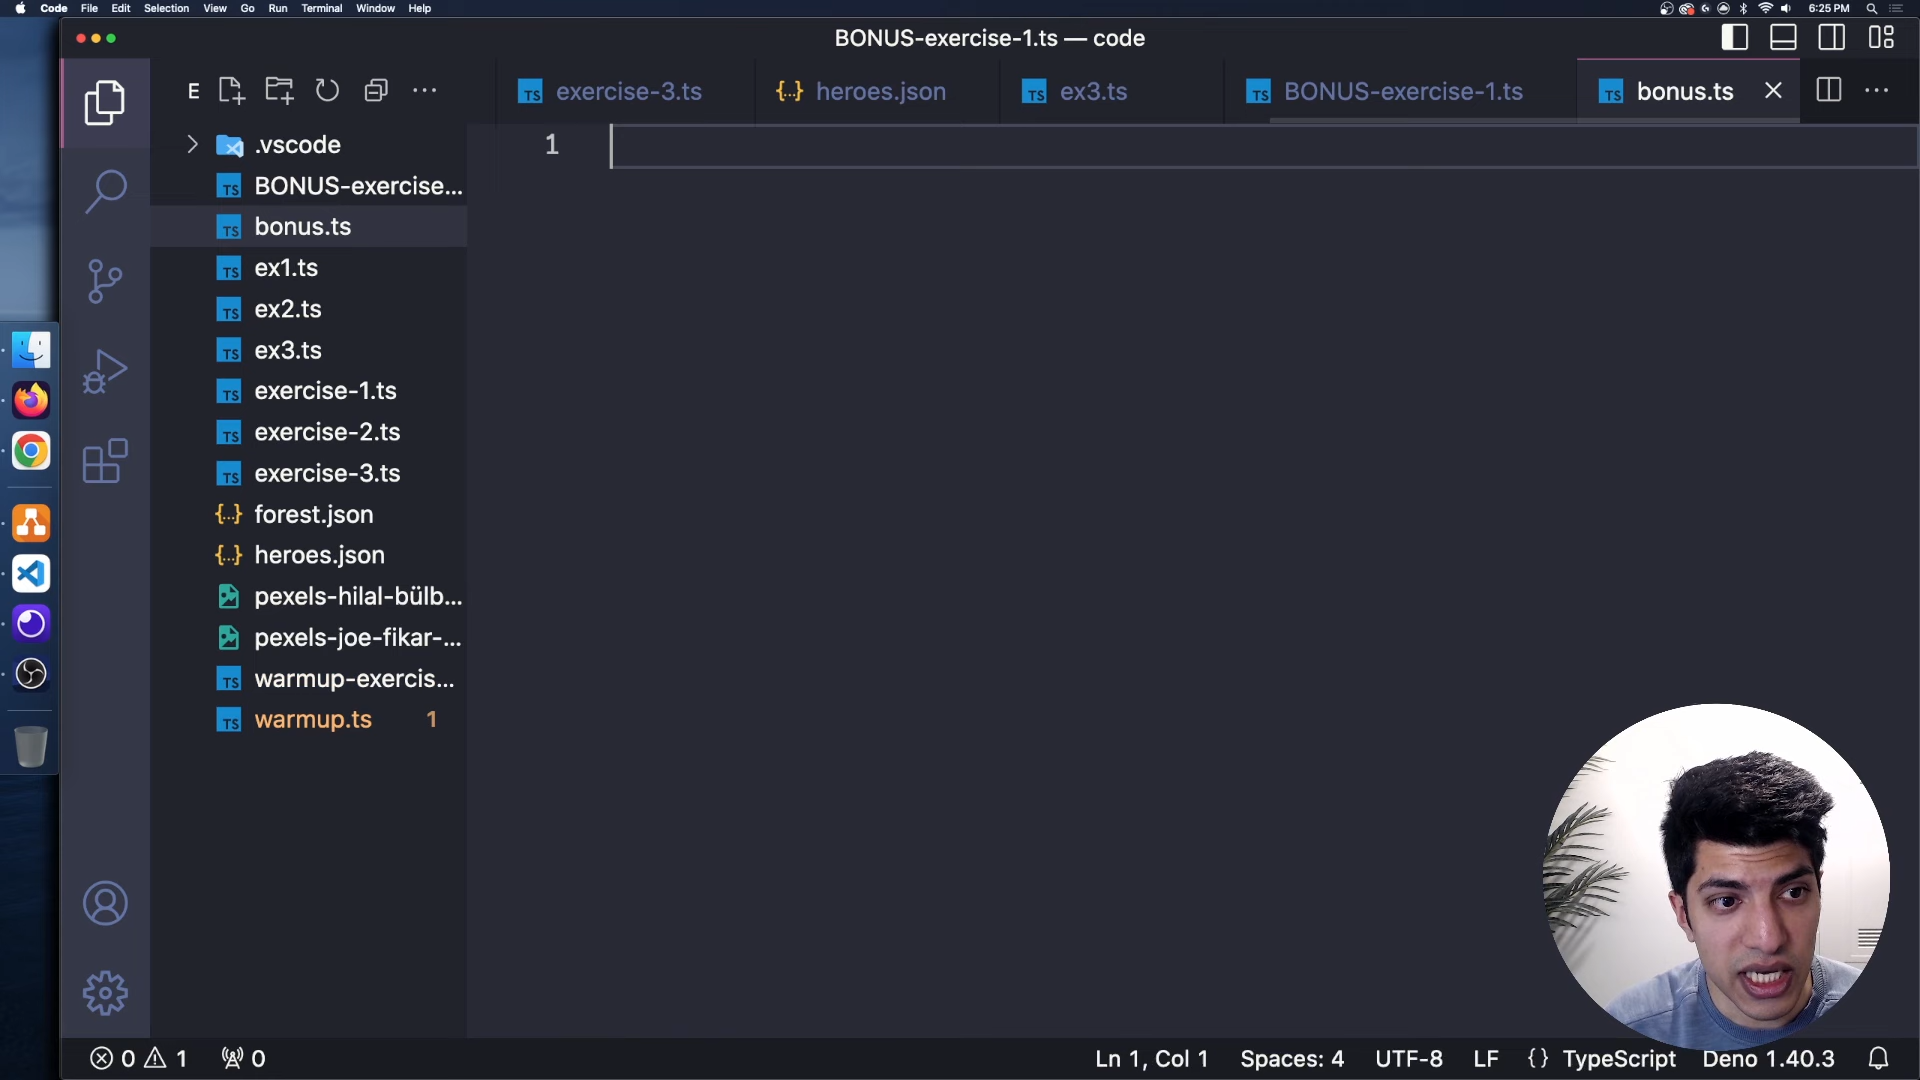 Code File Edit Selection View Go Run Terminal Window Help
6:25 PM
BONUS-exercise-1.ts — code
E
exercise-3.ts
heroes.json
ex3.ts
BONUS-exercise-1.ts
bonus.ts
1
.vscode
BONUS-exercise...
bonus.ts
ex1.ts
ex2.ts
ex3.ts
exercise-1.ts
exercise-2.ts
exercise-3.ts
forest.json
heroes.json
pexels-hilal-bülb...
pexels-joe-fikar-...
warmup-exercis...
warmup.ts 1
0 1 0
Ln 1, Col 1 Spaces: 4 UTF-8 LF {} TypeScript Deno 1.40.3